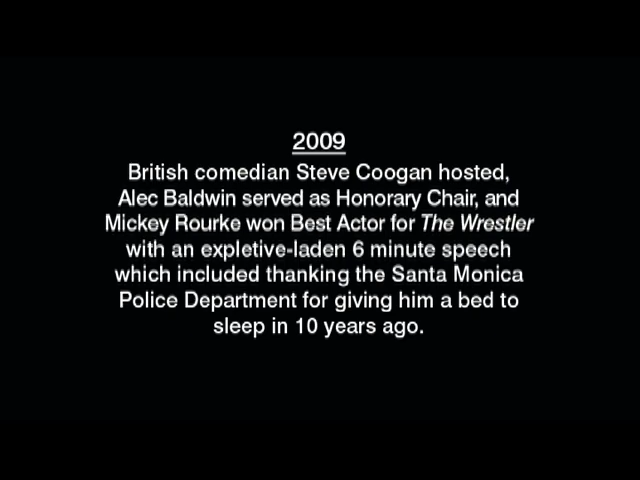 2009
British comedian Steve Coogan hosted,
Alec Baldwin served as Honorary Chair, and
Mickey Rourke won Best Actor for The Wrestler
with an expletive-laden 6 minute speech
which included thanking the Santa Monica
Police Department for giving him a bed to
sleep in 10 years ago.